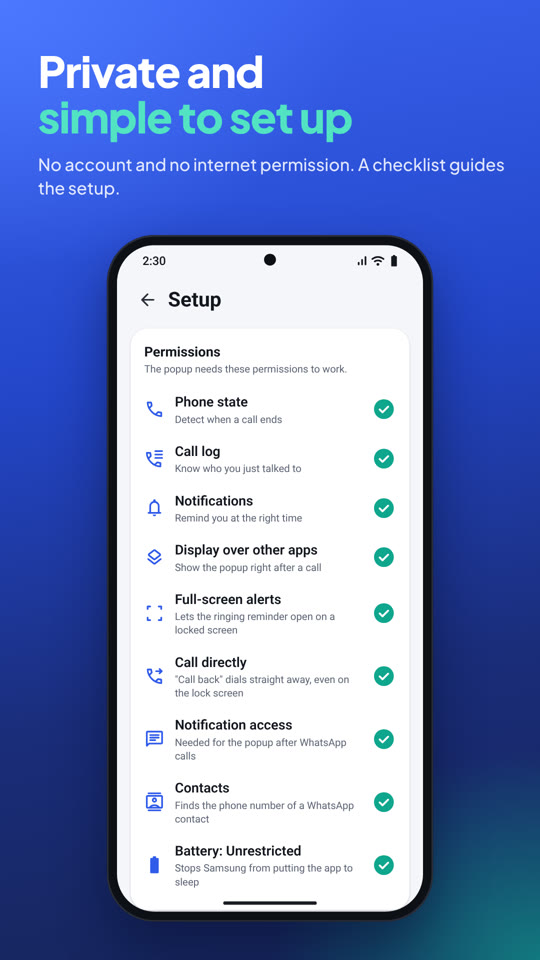 Private and
simple to set up
No account and no internet permission. A checklist guides
the setup.
2:30
Setup
Permissions
The popup needs these permissions to work.
Phone state
Detect when a call ends
Call log
Know who you just talked to
Notifications
Remind you at the right time
Display over other apps
Show the popup right after a call
Full-screen alerts
Lets the ringing reminder open on a
locked screen
Call directly
"Call back" dials straight away, even on
the lock screen
Notification access
Needed for the popup after WhatsApp
calls
Contacts
Finds the phone number of a WhatsApp
contact
Battery: Unrestricted
Stops Samsung from putting the app to
sleep